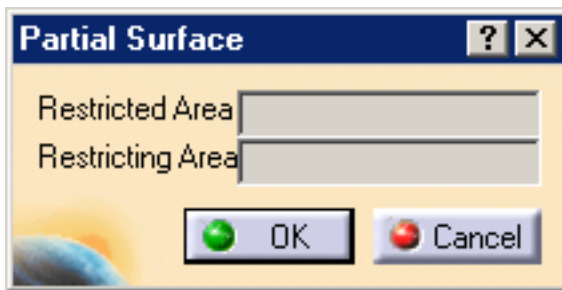 Partial Surface ? X
Restricted Area
Restricting Area
OK Cancel